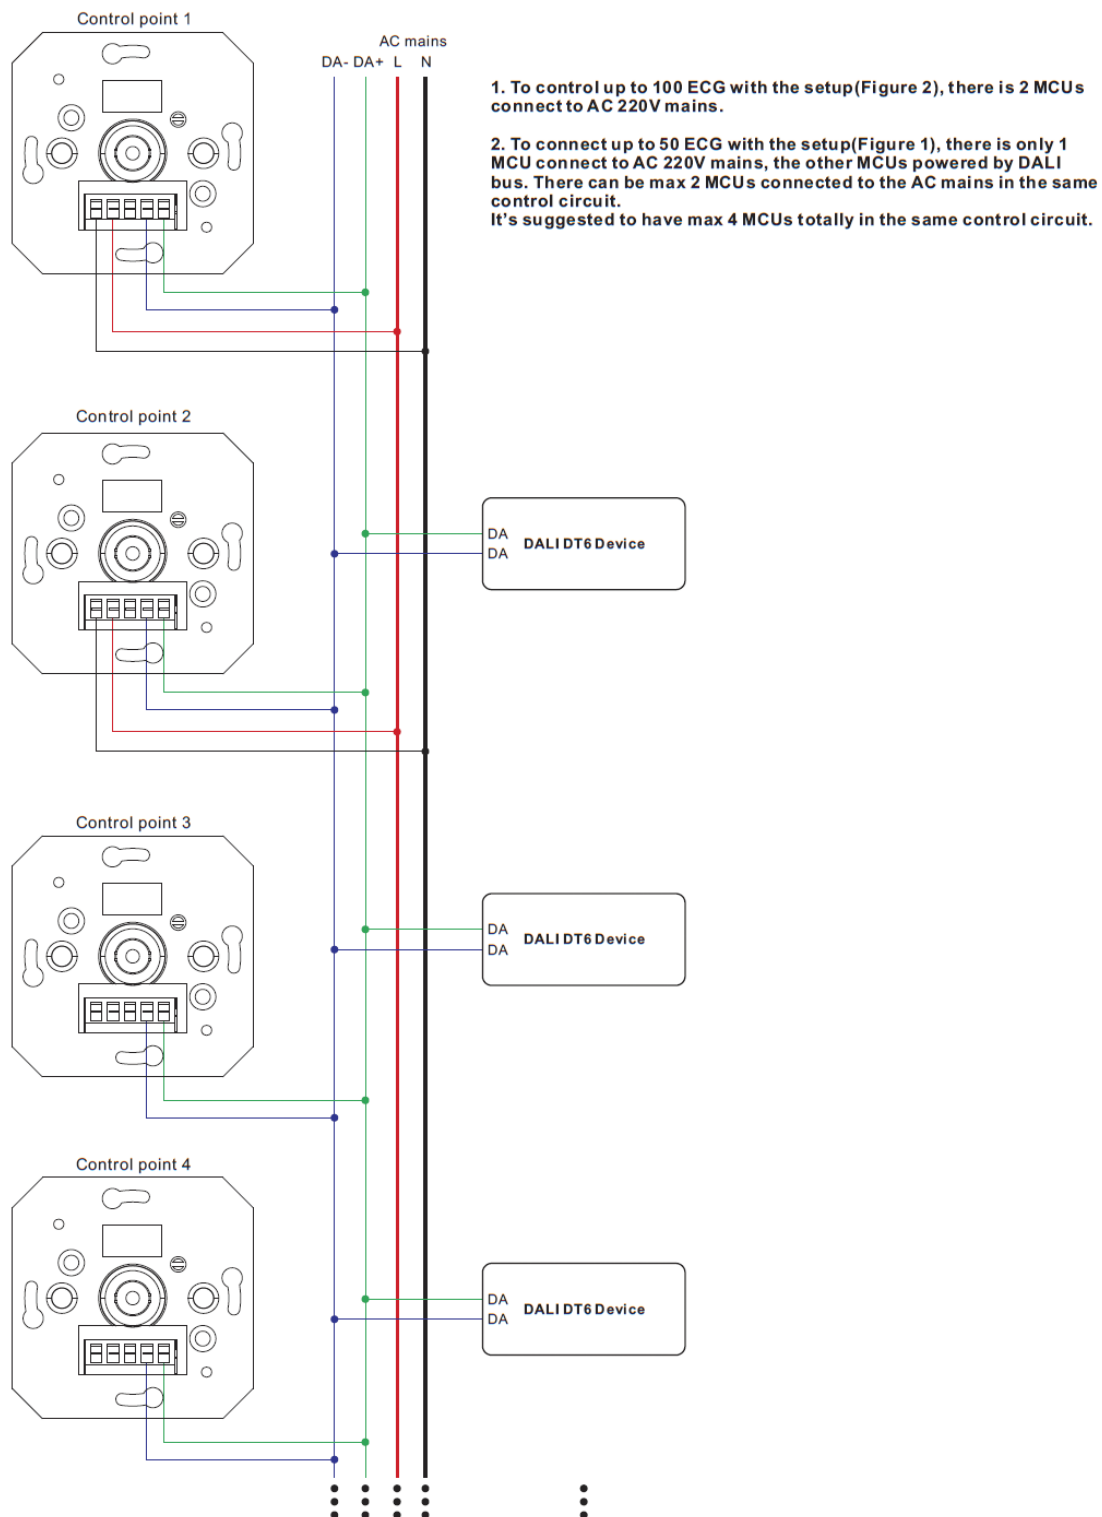 Control point 1
AC mains
DA- DA+ L N
1. To control up to 100 ECG with the setup(Figure 2), there is 2 MCUs
connect to AC 220V mains.
2. To connect up to 50 ECG with the setup(Figure 1), there is only 1
MCU connect to AC 220V mains, the other MCUs powered by DALI
bus. There can be max 2 MCUs connected to the AC mains in the same
control circuit.
It's suggested to have max 4 MCUs totally in the same control circuit.
Control point 2
DA
DA
DALI DT6 Device
Control point 3
DA
DA
DALI DT6 Device
Control point 4
DA
DA
DALI DT6 Device